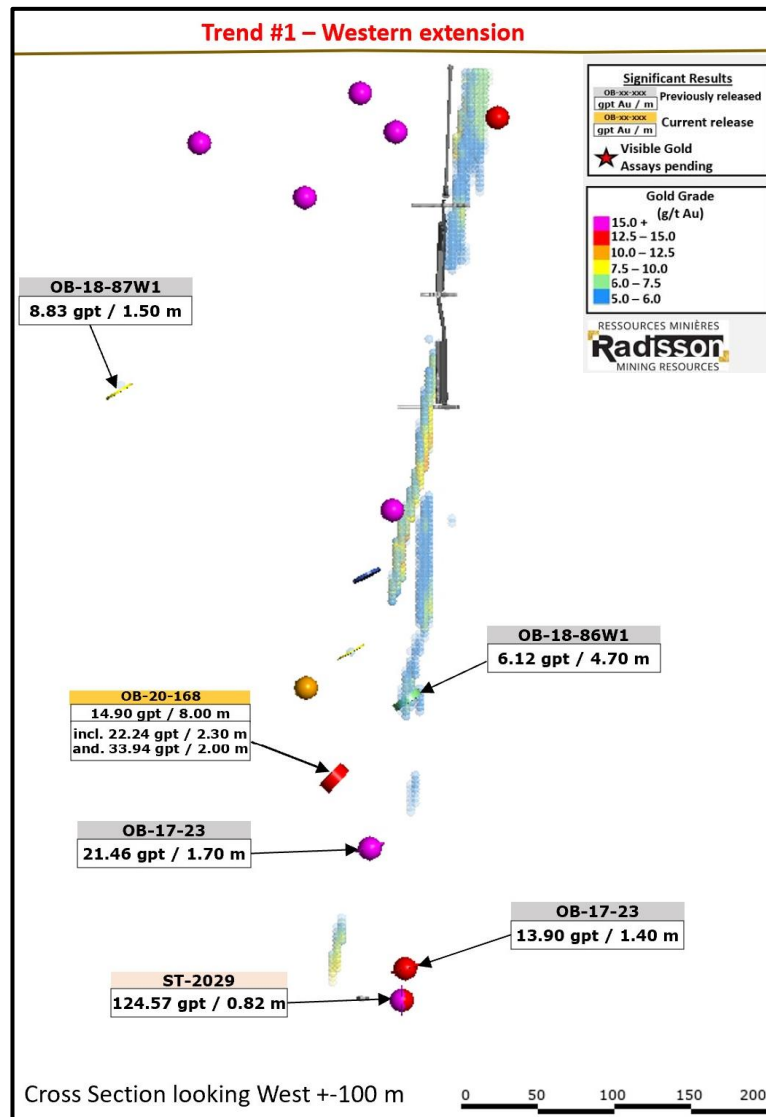 Trend #1 – Western extension
Significant Results
OB-xx-xxx
gpt Au / m
Previously released
OB-xx-xxx
gpt Au / m
Current release
Visible Gold
Assays pending
Gold Grade
(g/t Au)
15.0 +
12.5 – 15.0
10.0 – 12.5
7.5 – 10.0
6.0 – 7.5
5.0 – 6.0
RESSOURCES MINIÈRES
Radisson
MINING RESOURCES
OB-18-87W1
8.83 gpt / 1.50 m
OB-18-86W1
6.12 gpt / 4.70 m
OB-20-168
14.90 gpt / 8.00 m
incl. 22.24 gpt / 2.30 m
and. 33.94 gpt / 2.00 m
OB-17-23
21.46 gpt / 1.70 m
OB-17-23
13.90 gpt / 1.40 m
ST-2029
124.57 gpt / 0.82 m
Cross Section looking West +-100 m
0 50 100 150 200